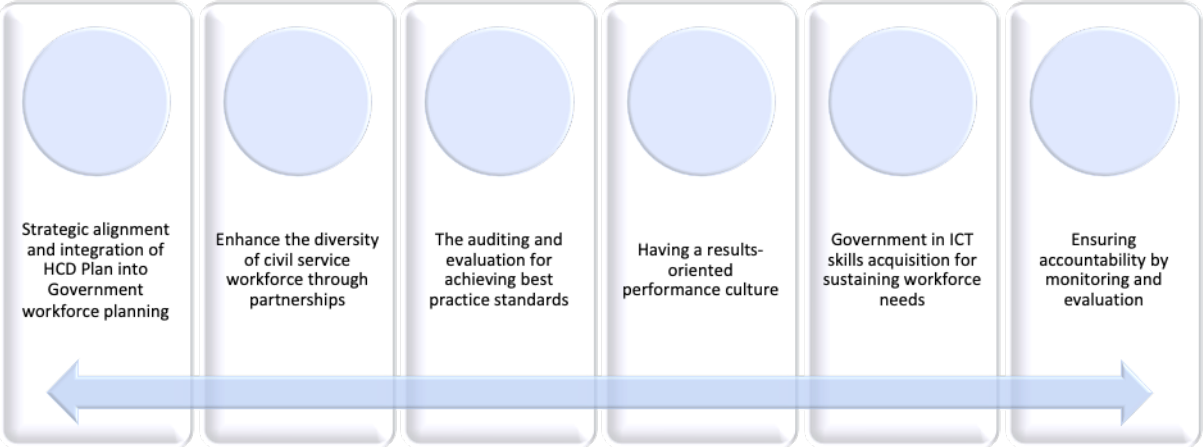 Strategic alignment
and integration of
HCD Plan into
Government
workforce planning
Enhance the diversity
of civil service
workforce through
partnerships
The auditing and
evaluation for
achieving best
practice standards
Having a results-
oriented
performance culture
Government in ICT
skills acquisition for
sustaining workforce
needs
Ensuring
accountability by
monitoring and
evaluation